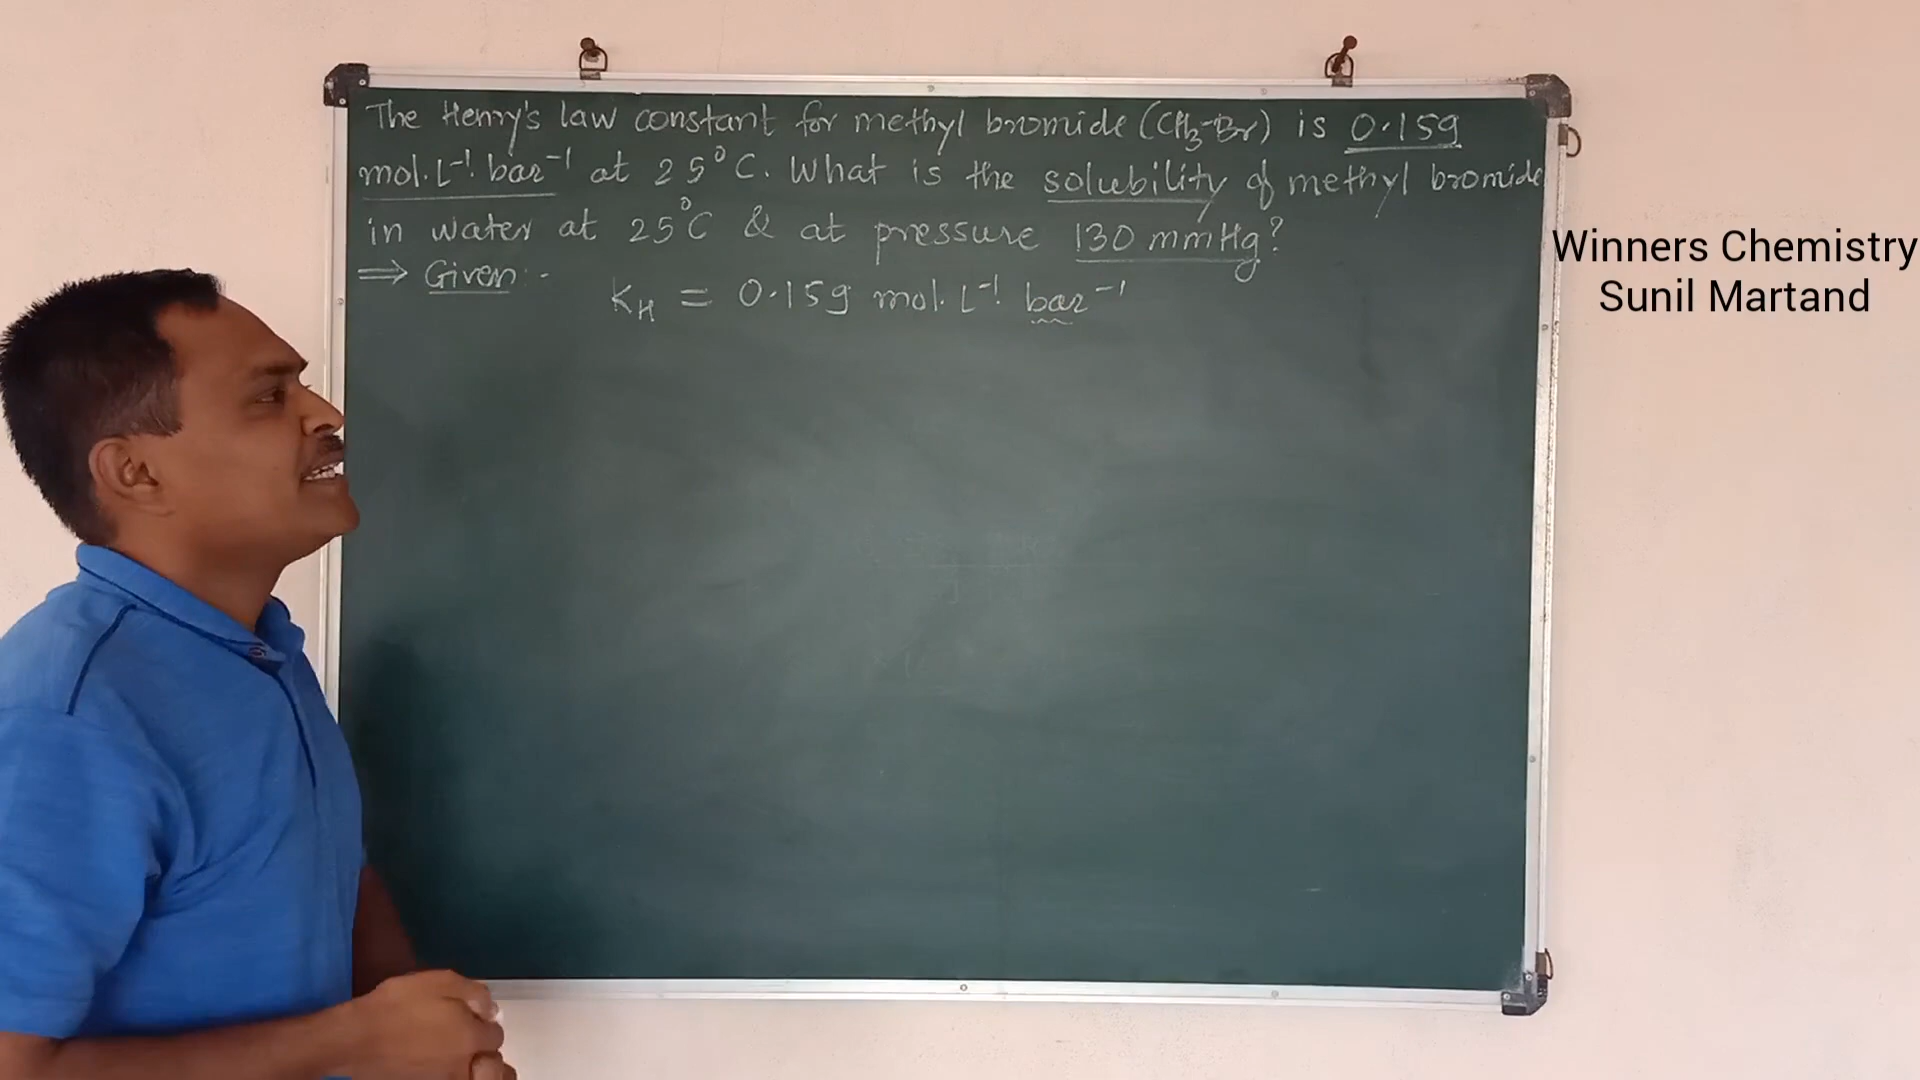 The Henry's law constant for methyl bromide (CH₃-Br) is 0.159
mol.L⁻¹. bar⁻¹ at 25°C. What is the solubility of methyl bromide
in water at 25°C & at pressure 130 mmHg?
⇒ Given :-
K_H = 0.159 mol. L⁻¹. bar⁻¹
Winners Chemistry
Sunil Martand